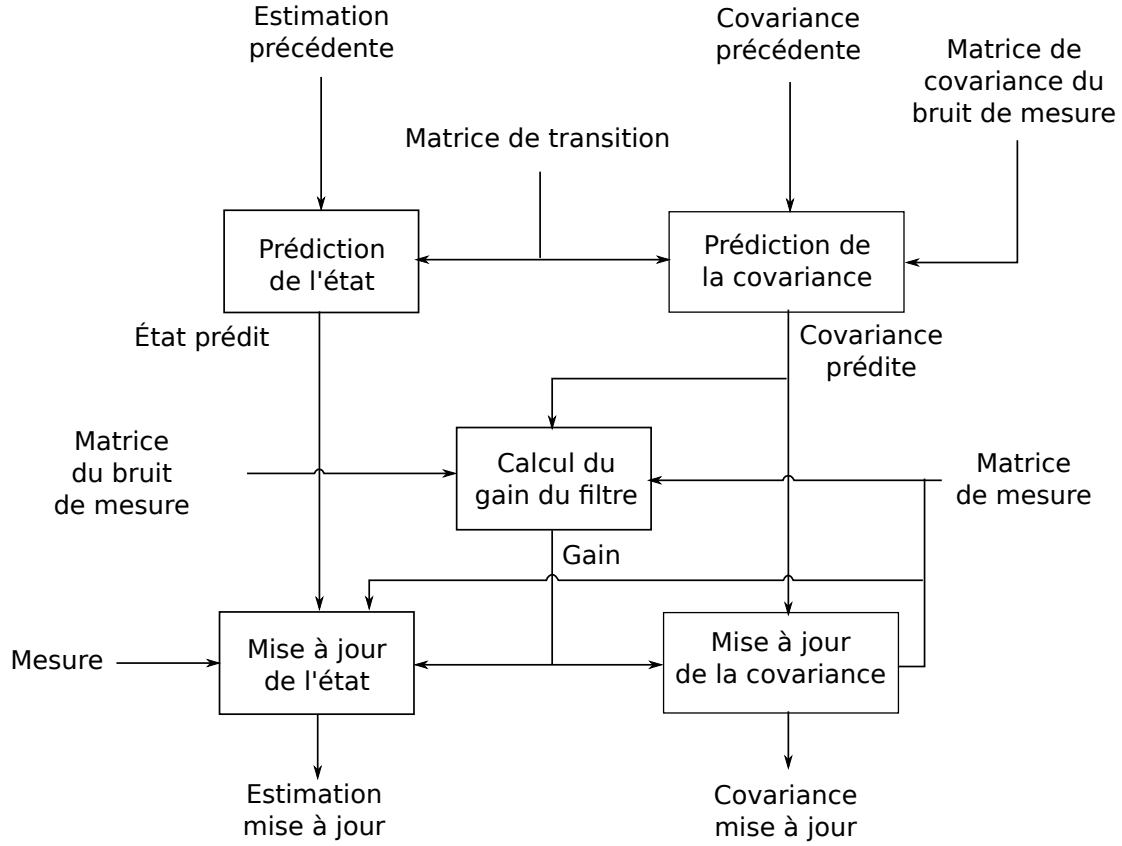 Estimation
précédente
Covariance
précédente
Matrice de
covariance du
bruit de mesure
Matrice de transition
Prédiction
de l'état
Prédiction de
la covariance
État prédit
Covariance
prédite
Matrice
du bruit
de mesure
Calcul du
gain du filtre
Matrice
de mesure
Gain
Mesure
Mise à jour
de l'état
Mise à jour
de la covariance
Estimation
mise à jour
Covariance
mise à jour